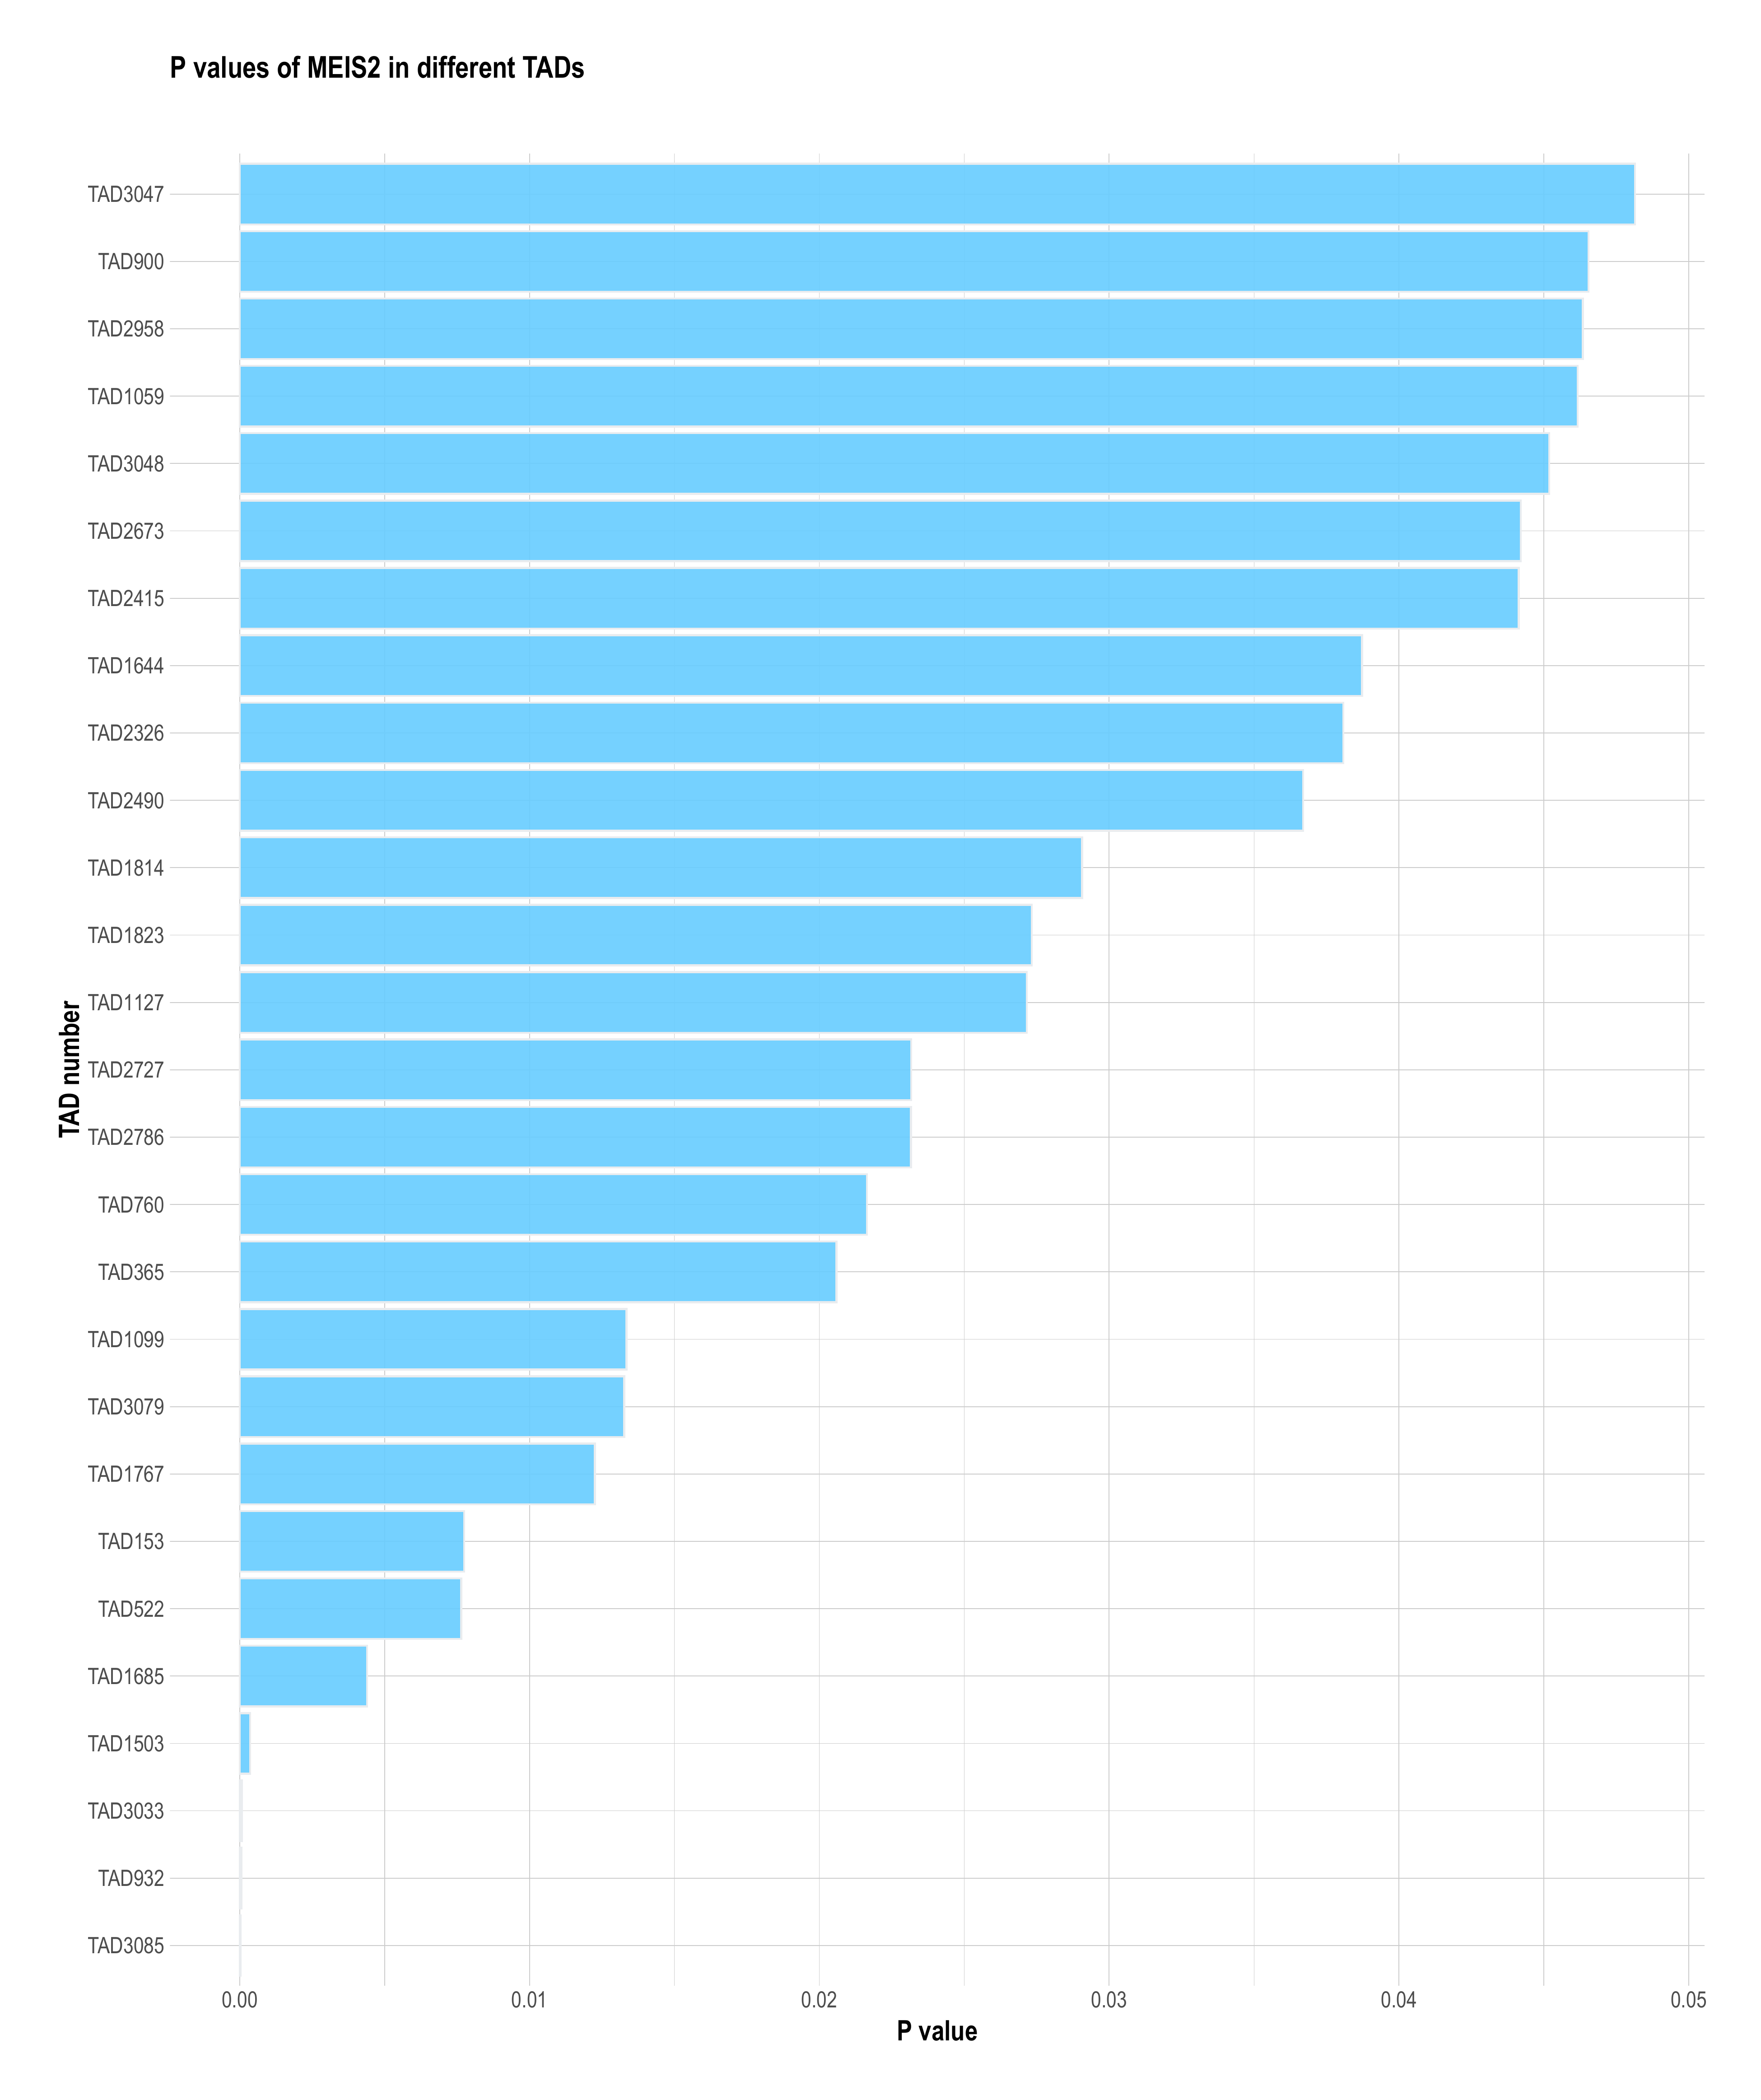 P values of MEIS2 in different TADs
TAD3047
TAD900
TAD2958
TAD1059
TAD3048
TAD2673
TAD2415
TAD1644
TAD2326
TAD2490
TAD1814
TAD1823
TAD1127
TAD2727
TAD2786
TAD760
TAD365
TAD1099
TAD3079
TAD1767
TAD153
TAD522
TAD1685
TAD1503
TAD3033
TAD932
TAD3085
TAD number
0.00 0.01 0.02 0.03 0.04 0.05
P value